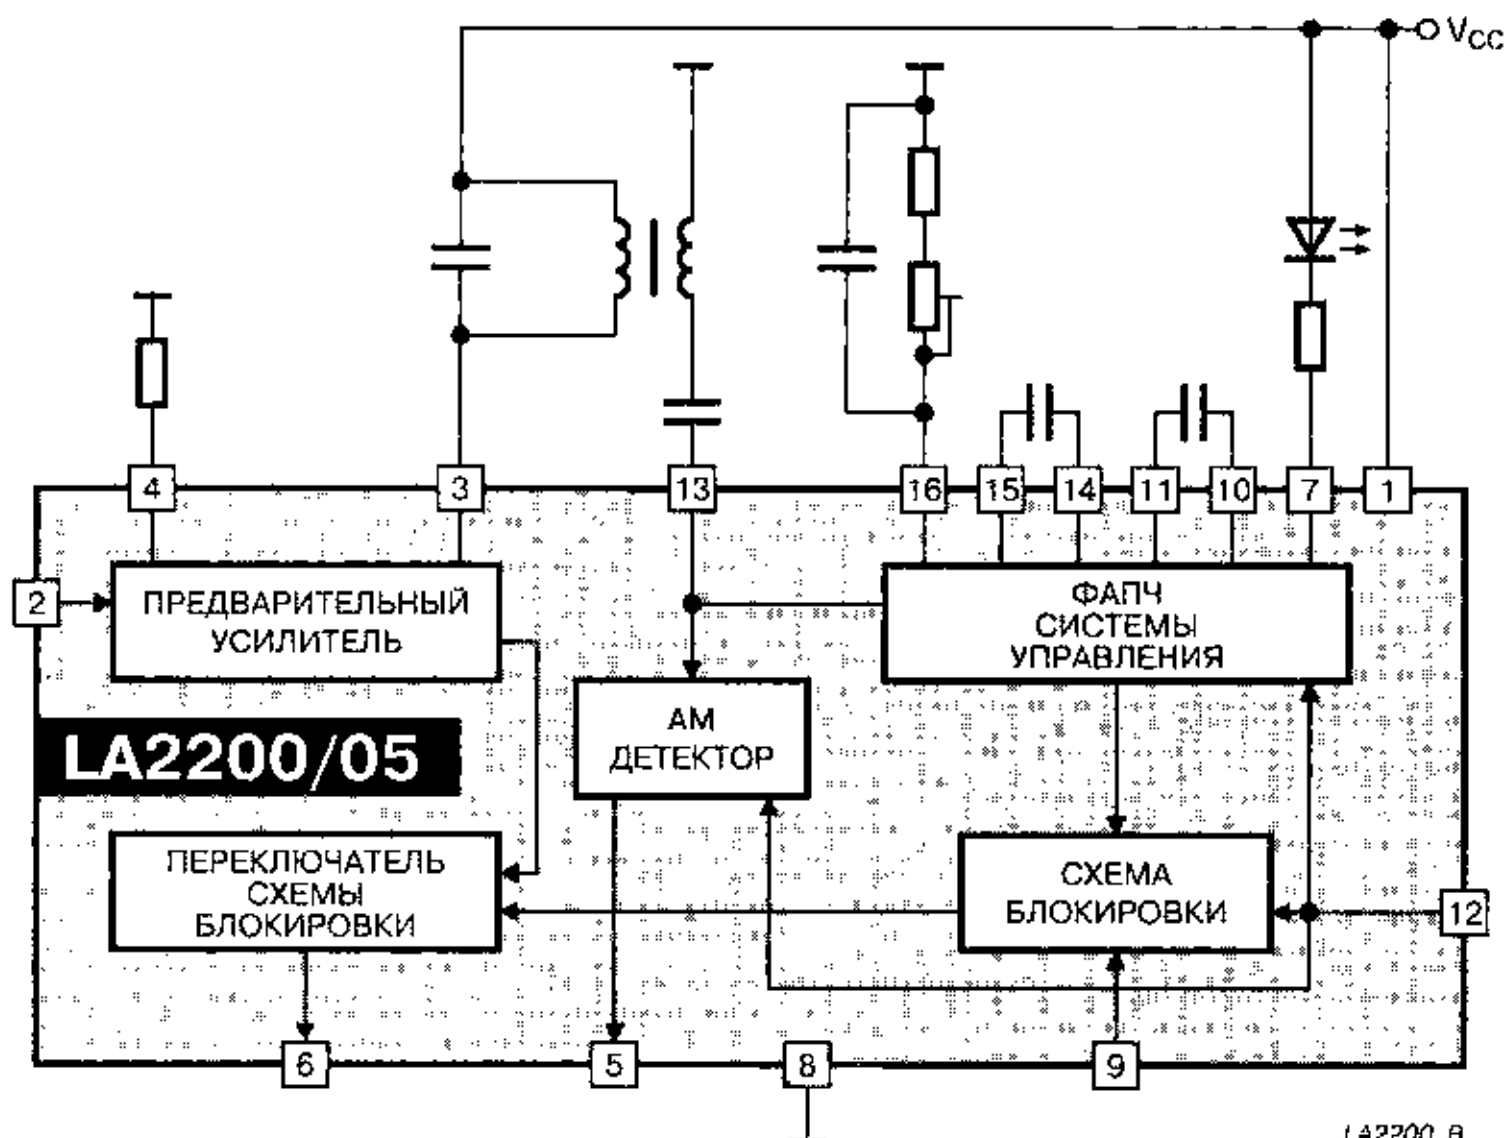 VCC
4
3
13
16
15
14
11
10
7
1
2
ПРЕДВАРИТЕЛЬНЫЙ
УСИЛИТЕЛЬ
ФАПЧ
СИСТЕМЫ
УПРАВЛЕНИЯ
АМ
ДЕТЕКТОР
LA2200/05
ПЕРЕКЛЮЧАТЕЛЬ
СХЕМЫ
БЛОКИРОВКИ
СХЕМА
БЛОКИРОВКИ
12
6
5
8
9
LA2200_B